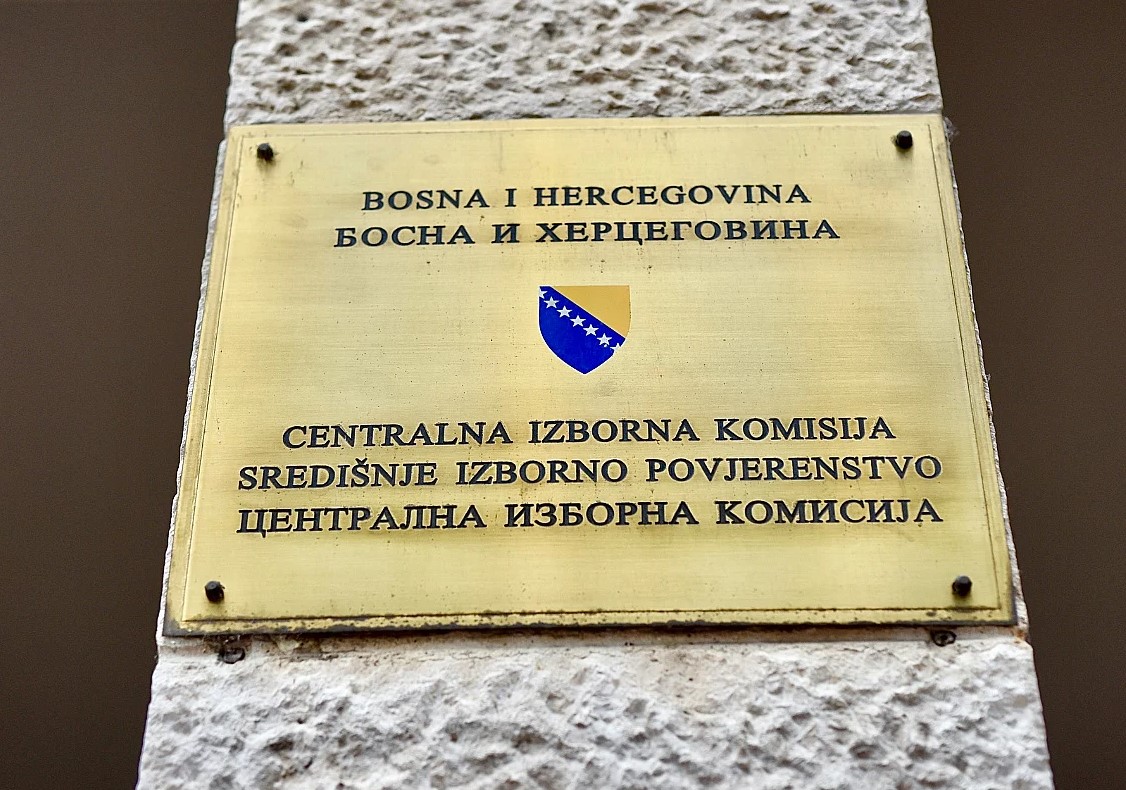 BOSNA I HERCEGOVINA
БОСНА И ХЕРЦЕГОВИНА
CENTRALNA IZBORNA KOMISIJA
SREDIŠNJE IZBORNO POVJERENSTVO
ЦЕНТРАЛНА ИЗБОРНА КОМИСИЈА